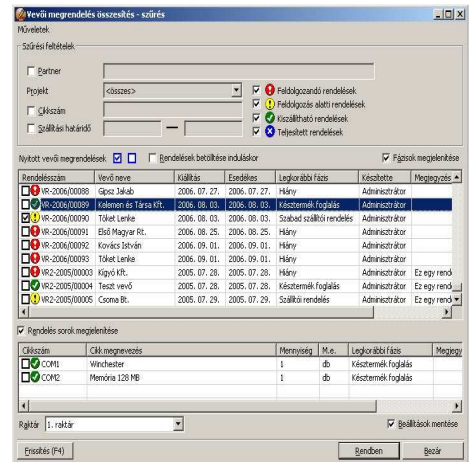 Vevői megrendelés összesítés - szűrés
Műveletek
Szűrési feltételek
Partner
Projekt <összes> Feldolgozandó rendelések
Cikkszám Feldolgozás alatti rendelések
Kiszállítható rendelések
Szállítási határidő Teljesített rendelések
Nyitott vevői megrendelések Rendelések betöltése induláskor Fázisok megjelenítése
Rendelésszám Vevő neve Kiállítás Esedékes Legkorábbi fázis Készítette Megjegyzés
VR-2006/00088 Gipsz Jakab 2006. 07. 27. 2006. 07. 27. Hiány Adminisztrátor
VR-2006/00089 Kelemen és Társa Kft. 2006. 08. 03. 2006. 08. 03. Késztermék foglalás Adminisztrátor
VR-2006/00090 Tőket Lenke 2006. 08. 03. 2006. 08. 03. Szabad szállítói rendelés Adminisztrátor
VR-2006/00091 Első Magyar Rt. 2006. 08. 25. 2006. 08. 25. Hiány Adminisztrátor
VR-2006/00092 Kovács István 2006. 09. 01. 2006. 09. 01. Hiány Adminisztrátor
VR-2006/00093 Tőket Lenke 2006. 09. 01. 2006. 09. 01. Hiány Adminisztrátor
VR2-2005/00003 Kígyó Kft. 2005. 07. 28. 2005. 07. 28. Hiány Adminisztrátor Ez egy rend
VR2-2005/00004 Teszt vevő 2005. 07. 28. 2005. 07. 28. Késztermék foglalás Adminisztrátor Ez egy rend
VR2-2005/00005 Csoma Bt. 2005. 07. 29. 2005. 07. 29. Szállítói rendelés Adminisztrátor Ez egy rend
Rendelés sorok megjelenítése
Cikkszám Cikk megnevezés Mennyiség M.e. Legkorábbi fázis Megjegy
COM1 Winchester 1 db Késztermék foglalás
COM2 Memória 128 MB 1 db Késztermék foglalás
Raktár 1. raktár Beállítások mentése
Frissítés (F4) Rendben Bezár